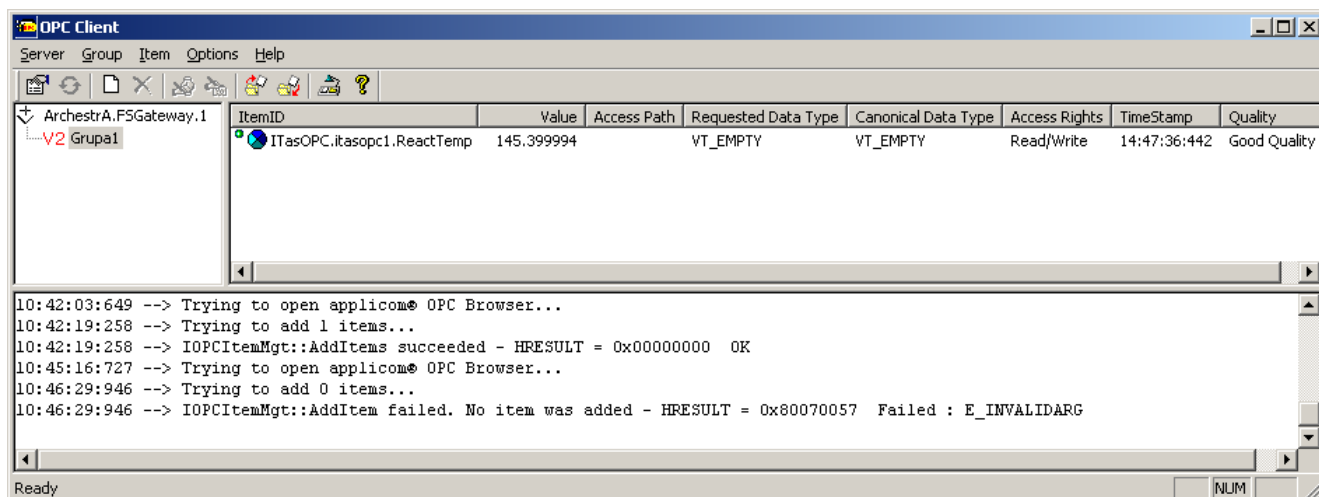 OPC Client
Server Group Item Options Help
ArchestrA.FSGateway.1
V2 Grupa1
ItemID Value Access Path Requested Data Type Canonical Data Type Access Rights TimeStamp Quality
ITasOPC.itasopc1.ReactTemp 145.399994 VT_EMPTY VT_EMPTY Read/Write 14:47:36:442 Good Quality
10:42:03:649 --> Trying to open applicom® OPC Browser...
10:42:19:258 --> Trying to add 1 items...
10:42:19:258 --> IOPCItemMgt::AddItems succeeded - HRESULT = 0x00000000 OK
10:45:16:727 --> Trying to open applicom® OPC Browser...
10:46:29:946 --> Trying to add 0 items...
10:46:29:946 --> IOPCItemMgt::AddItem failed. No item was added - HRESULT = 0x80070057 Failed : E_INVALIDARG
Ready NUM